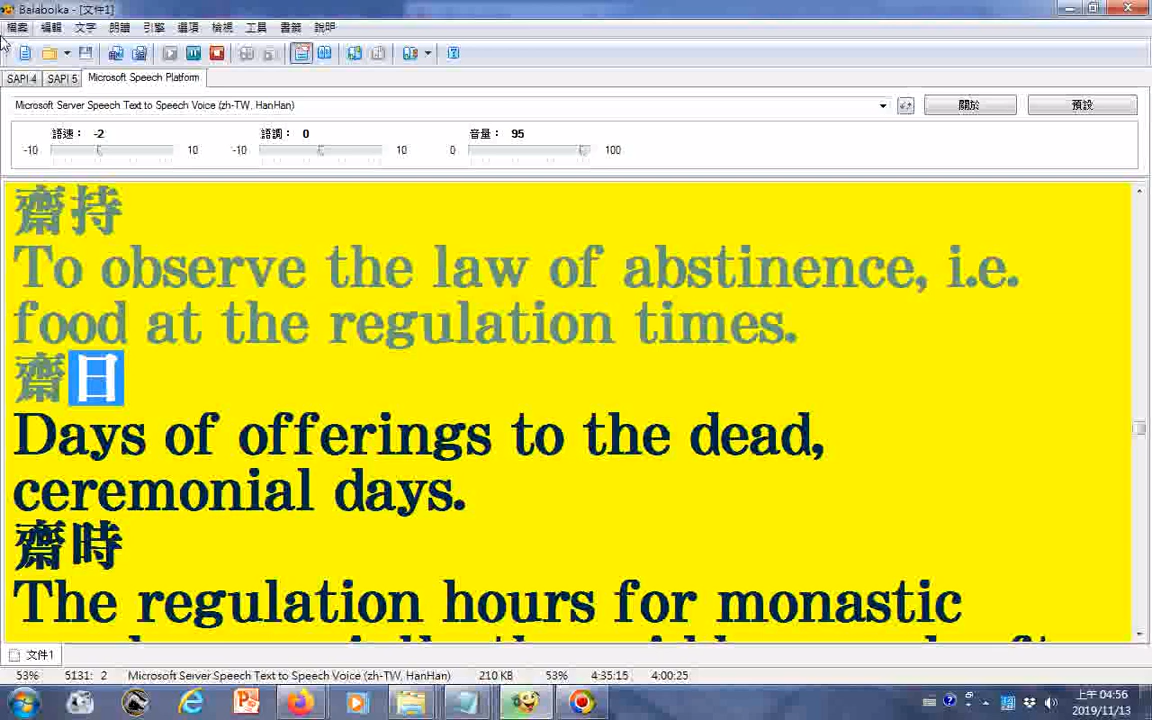 Balabolka - [文件1]
檔案 編輯 文字 朗讀 引擎 選項 檢視 工具 書籤 說明
SAPI 4 SAPI 5 Microsoft Speech Platform
Microsoft Server Speech Text to Speech Voice (zh-TW, HanHan) 關於 預設
語速： -2 語調： 0 音量： 95
-10 10 -10 10 0 100
齋持
To observe the law of abstinence, i.e.
food at the regulation times.
齋日
Days of offerings to the dead,
ceremonial days.
齋時
The regulation hours for monastic
文件1
53% 5131: 2 Microsoft Server Speech Text to Speech Voice (zh-TW, HanHan) 210 KB 53% 4:35:15 4:00:25
上午 04:56
2019/11/13